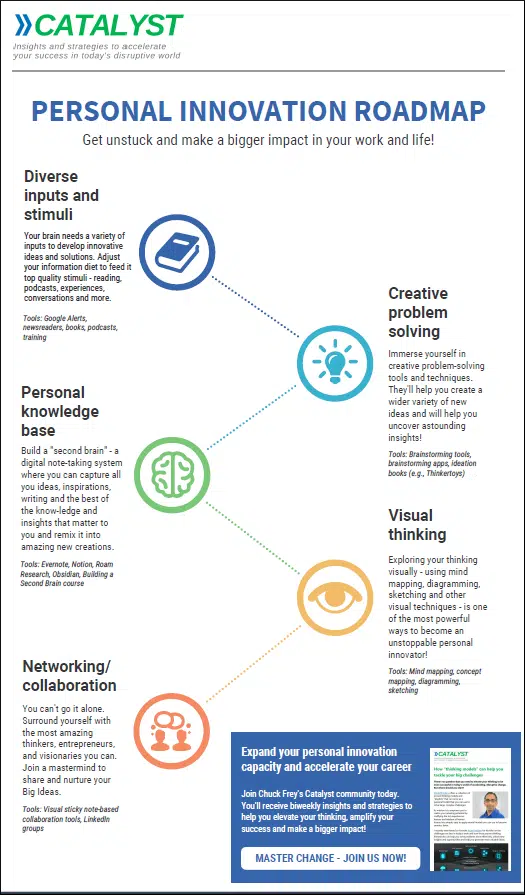 CATALYST
Insights and strategies to accelerate
your success in today's disruptive world
PERSONAL INNOVATION ROADMAP
Get unstuck and make a bigger impact in your work and life!
Diverse
inputs and
stimuli
Your brain needs a variety of
inputs to develop innovative
ideas and solutions. Adjust
your information diet to feed it
top quality stimuli - reading,
podcasts, experiences,
conversations and more.
Tools: Google Alerts,
newsreaders, books, podcasts,
training
Creative
problem
solving
Immerse yourself in
creative problem-solving
tools and techniques.
They'll help you create a
wider variety of new
ideas and will help you
uncover astounding
insights!
Tools: Brainstorming tools,
brainstorming apps, ideation
books (e.g., Thinkertoys)
Personal
knowledge
base
Build a "second brain" - a
digital note-taking system
where you can capture all
you ideas, inspirations,
writing and the best of
the know-ledge and
insights that matter to
you and remix it into
amazing new creations.
Tools: Evernote, Notion, Roam
Research, Obsidian, Building a
Second Brain course
Visual
thinking
Exploring your thinking
visually - using mind
mapping, diagramming,
sketching and other
visual techniques - is one
of the most powerful
ways to become an
unstoppable personal
innovator!
Tools: Mind mapping, concept
mapping, diagramming,
sketching
Networking/
collaboration
You can't go it alone.
Surround yourself with
the most amazing
thinkers, entrepreneurs,
and visionaries you can.
Join a mastermind to
share and nurture your
Big Ideas.
Tools: Visual sticky note-based
collaboration tools, LinkedIn
groups
Expand your personal innovation
capacity and accelerate your career
Join Chuck Frey's Catalyst community today.
You'll receive biweekly insights and strategies to
help you elevate your thinking, amplify your
success and make a bigger impact!
MASTER CHANGE - JOIN US NOW!
CATALYST
How "thinking models" can help you
tackle your big challenges